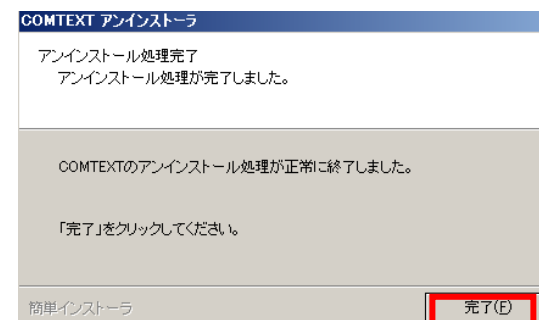 COMTEXT アンインストーラ
アンインストール処理完了
アンインストール処理が完了しました。
COMTEXTのアンインストール処理が正常に終了しました。
「完了」をクリックしてください。
簡単インストーラ
完了(F)